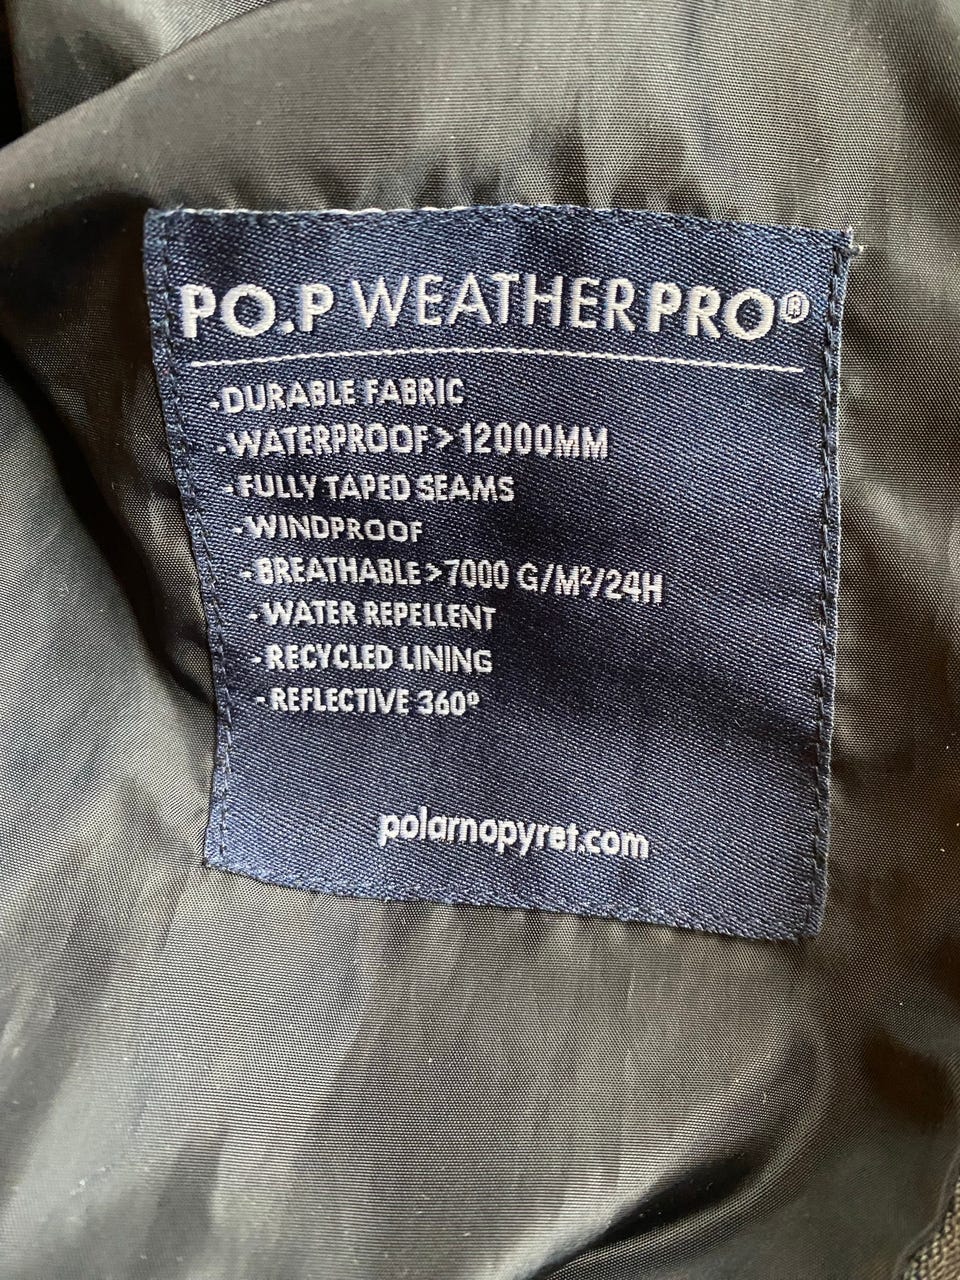 PO.P WEATHERPRO®
-DURABLE FABRIC
-WATERPROOF>12000MM
-FULLY TAPED SEAMS
-WINDPROOF
-BREATHABLE>7000 G/M²/24H
-WATER REPELLENT
-RECYCLED LINING
-REFLECTIVE 360º
polarnopyret.com